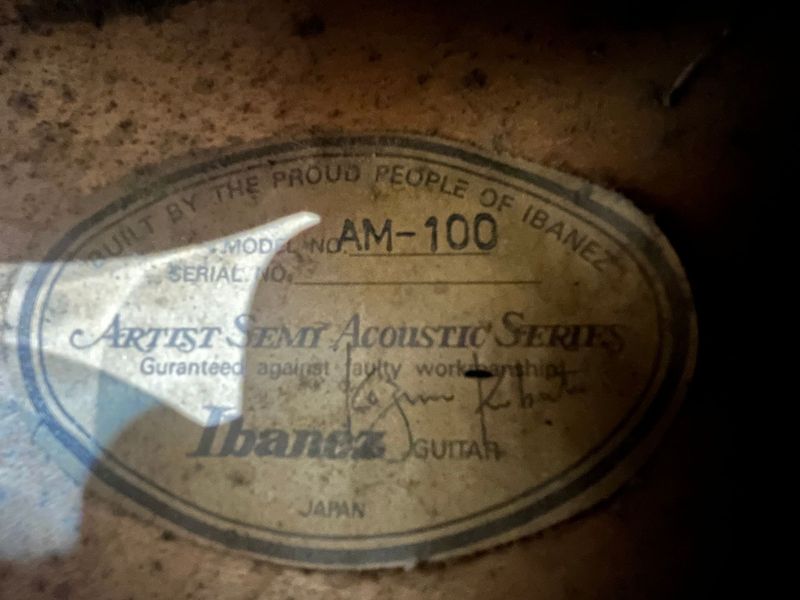 BUILT BY THE PROUD PEOPLE OF IBANEZ
MODEL NO. AM-100
SERIAL NO.
ARTIST SEMI ACOUSTIC SERIES
Guranteed against faulty workmanship
Ibanez GUITAR
JAPAN